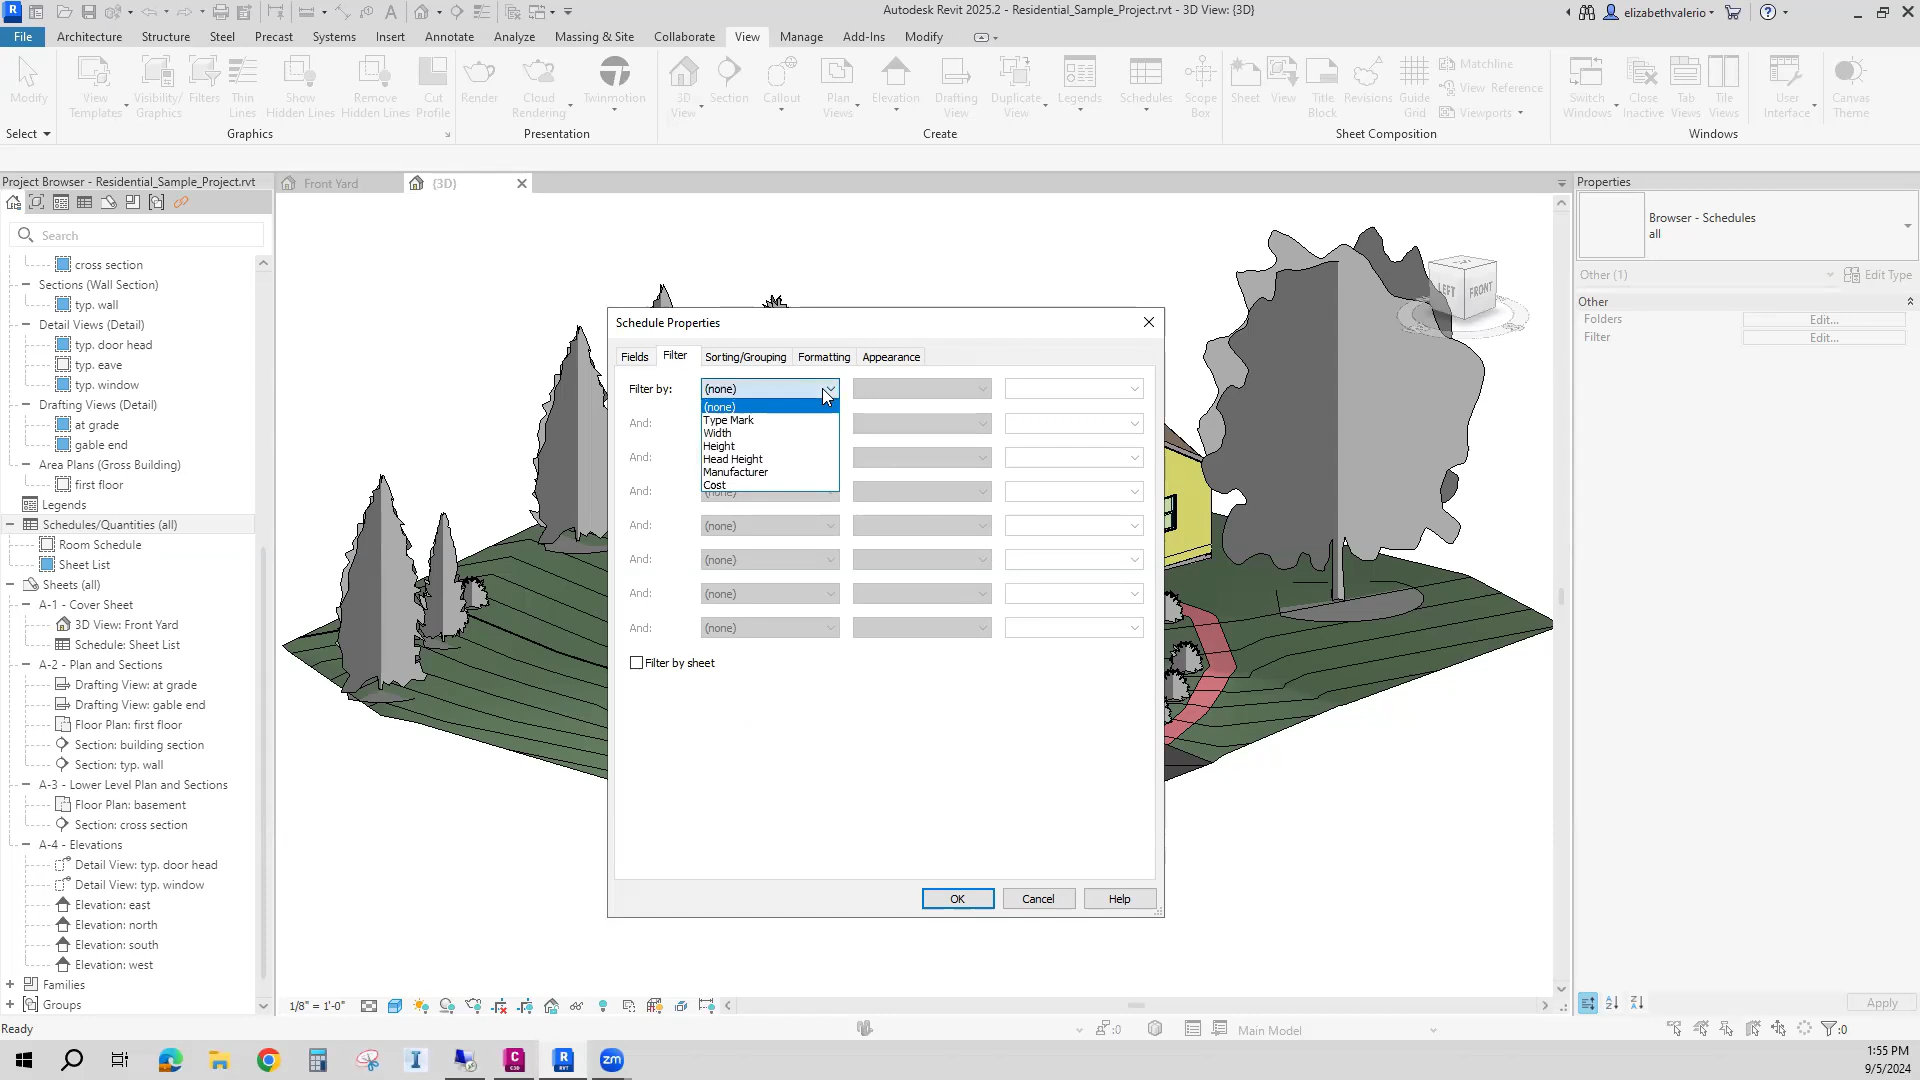 Autodesk Revit 2025.2 - Residential_Sample_Project.rvt - 3D View: {3D}
elizabethvalerio
File
Architecture
Structure
Steel
Precast
Systems
Insert
Annotate
Analyze
Massing & Site
Collaborate
View
Manage
Add-Ins
Modify
Modify
View Templates
Visibility/ Graphics
Filters
Thin Lines
Show Hidden Lines
Remove Hidden Lines
Cut Profile
Render
Cloud Rendering
Twinmotion
3D View
Section
Callout
Plan Views
Elevation
Drafting View
Duplicate View
Legends
Schedules
Scope Box
Sheet
View
Title Block
Revisions
Guide Grid
Matchline
View Reference
Viewports
Switch Windows
Close Inactive
Tab Views
Tile Views
User Interface
Canvas Theme
Select
Graphics
Presentation
Create
Sheet Composition
Windows
Project Browser - Residential_Sample_Project.rvt
Search
cross section
Sections (Wall Section)
typ. wall
Detail Views (Detail)
typ. door head
typ. eave
typ. window
Drafting Views (Detail)
at grade
gable end
Area Plans (Gross Building)
first floor
Legends
Schedules/Quantities (all)
Room Schedule
Sheet List
Sheets (all)
A-1 - Cover Sheet
3D View: Front Yard
Schedule: Sheet List
A-2 - Plan and Sections
Drafting View: at grade
Drafting View: gable end
Floor Plan: first floor
Section: building section
Section: typ. wall
A-3 - Lower Level Plan and Sections
Floor Plan: basement
Section: cross section
A-4 - Elevations
Detail View: typ. door head
Detail View: typ. window
Elevation: east
Elevation: north
Elevation: south
Elevation: west
Families
Groups
Front Yard
{3D}
LEFT
FRONT
Schedule Properties
Fields
Filter
Sorting/Grouping
Formatting
Appearance
Filter by:
(none)
(none)
Type Mark
Width
Height
Head Height
Manufacturer
Cost
And:
And:
And:
(none)
And:
(none)
And:
(none)
And:
(none)
And:
(none)
Filter by sheet
OK
Cancel
Help
Properties
Browser - Schedules
all
Other (1)
Edit Type
Other
Folders
Edit...
Filter
Edit...
Apply
1/8" = 1'-0"
Ready
:0
Main Model
:0
1:55 PM
9/5/2024